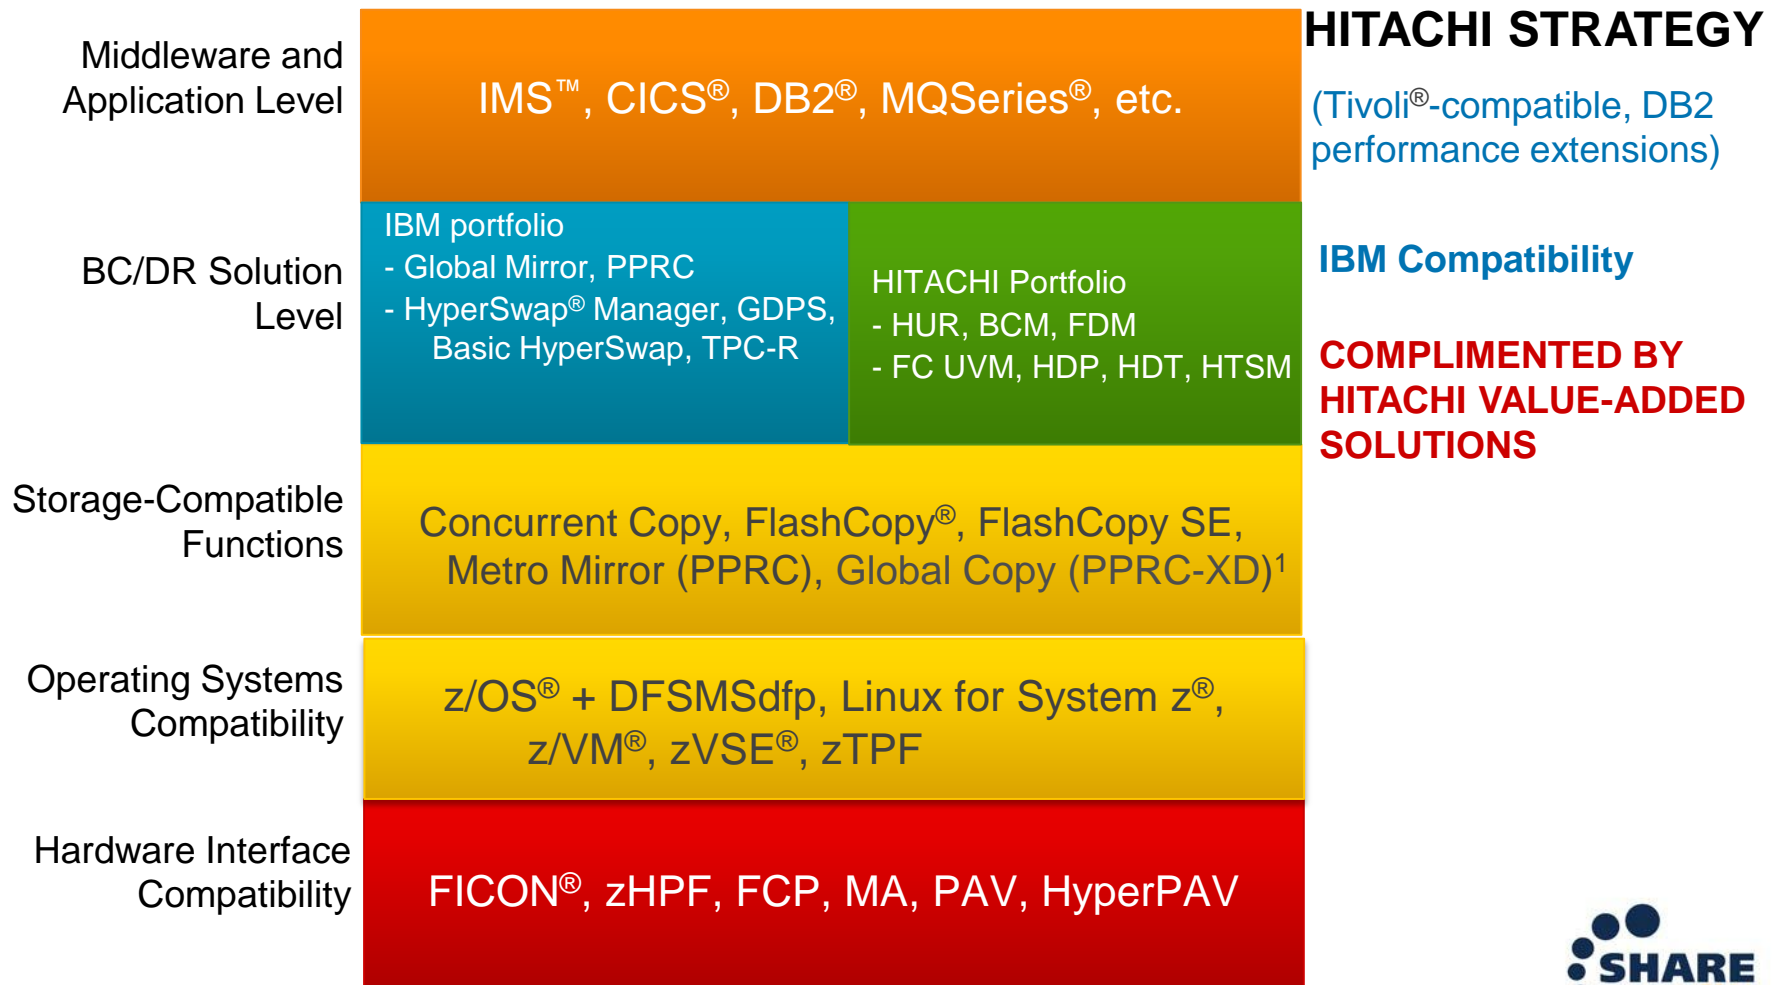 HITACHI STRATEGY
Middleware and
Application Level
IMS™, CICS®, DB2®, MQSeries®, etc.
(Tivoli®-compatible, DB2
performance extensions)
BC/DR Solution
Level
IBM portfolio
- Global Mirror, PPRC
- HyperSwap® Manager, GDPS,
Basic HyperSwap, TPC-R
HITACHI Portfolio
- HUR, BCM, FDM
- FC UVM, HDP, HDT, HTSM
IBM Compatibility
COMPLIMENTED BY
HITACHI VALUE-ADDED
SOLUTIONS
Storage-Compatible
Functions
Concurrent Copy, FlashCopy®, FlashCopy SE,
Metro Mirror (PPRC), Global Copy (PPRC-XD)¹
Operating Systems
Compatibility
z/OS® + DFSMSdfp, Linux for System z®,
z/VM®, zVSE®, zTPF
Hardware Interface
Compatibility
FICON®, zHPF, FCP, MA, PAV, HyperPAV
SHARE